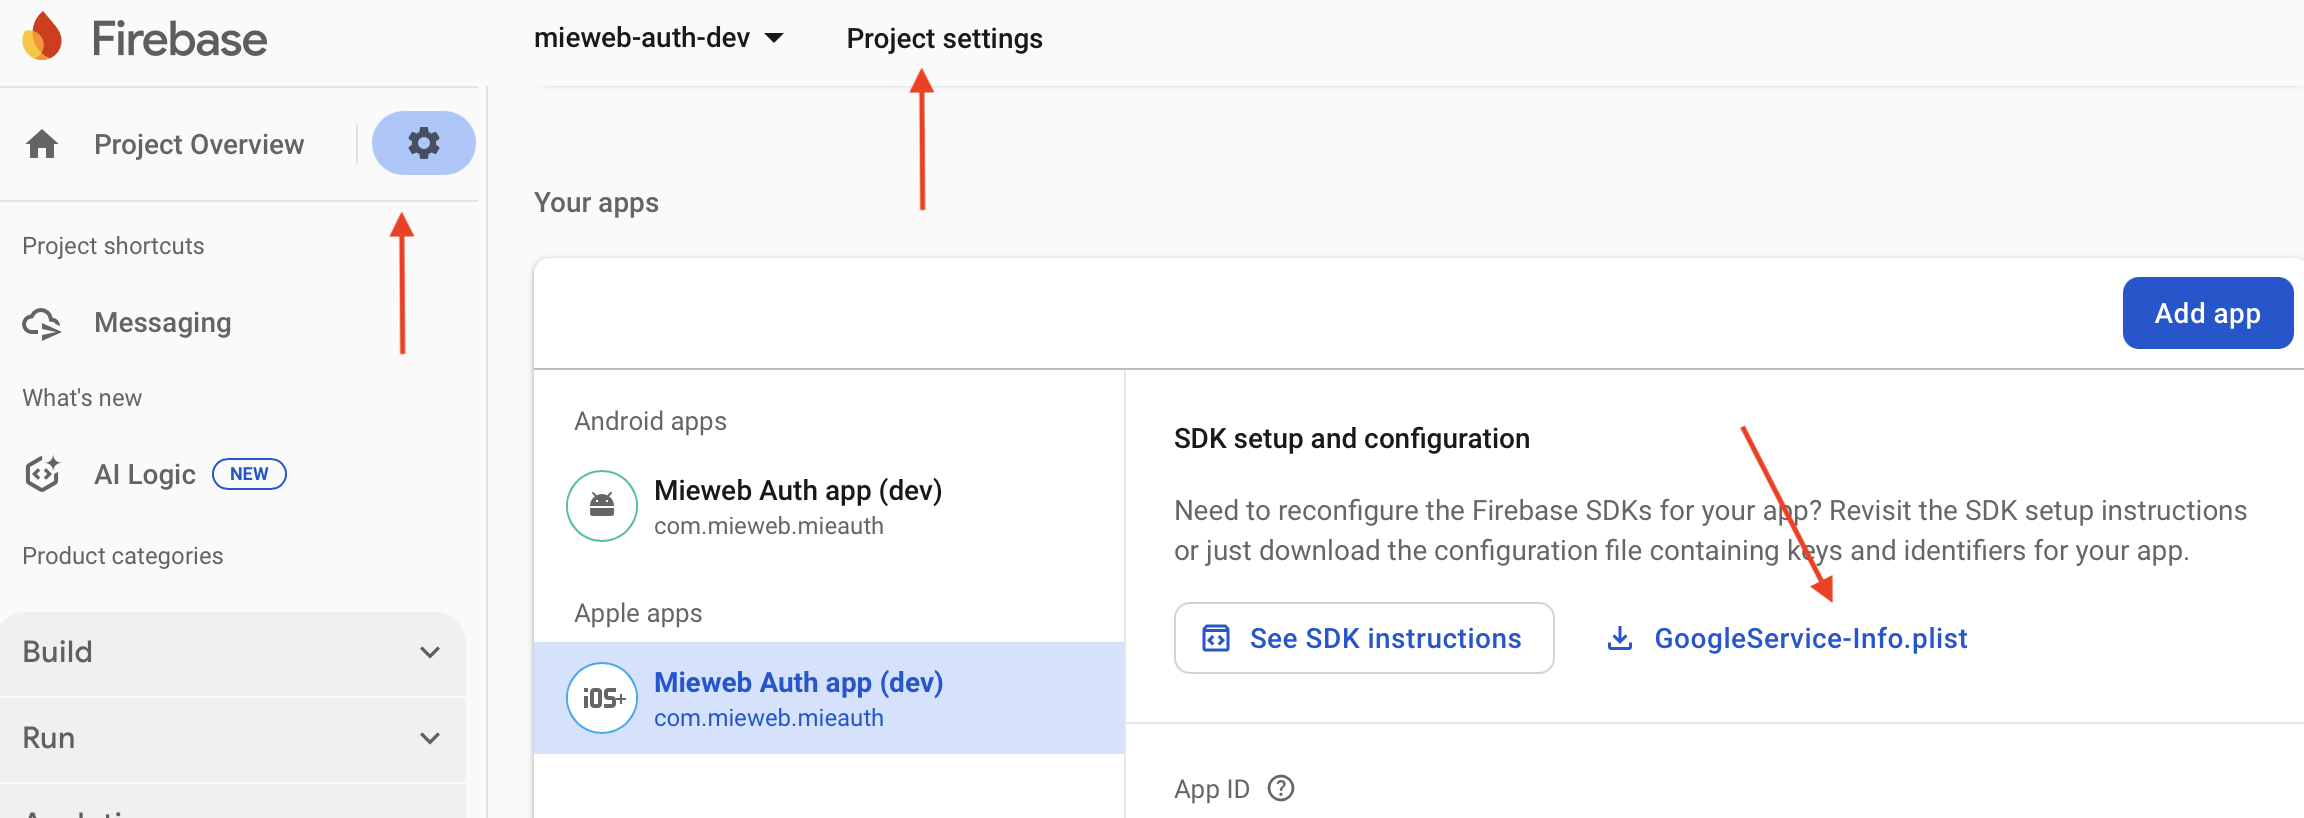 Firebase
mieweb-auth-dev
Project settings
Project Overview
Project shortcuts
Messaging
What's new
AI Logic NEW
Product categories
Build
Run
Your apps
Add app
Android apps
Mieweb Auth app (dev)
com.mieweb.mieauth
Apple apps
iOS+
Mieweb Auth app (dev)
com.mieweb.mieauth
SDK setup and configuration
Need to reconfigure the Firebase SDKs for your app? Revisit the SDK setup instructions
or just download the configuration file containing keys and identifiers for your app.
See SDK instructions
GoogleService-Info.plist
App ID